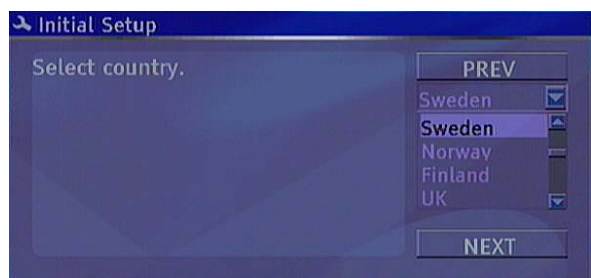 Initial Setup
Select country.
PREV
Sweden
Sweden
Norway
Finland
UK
NEXT